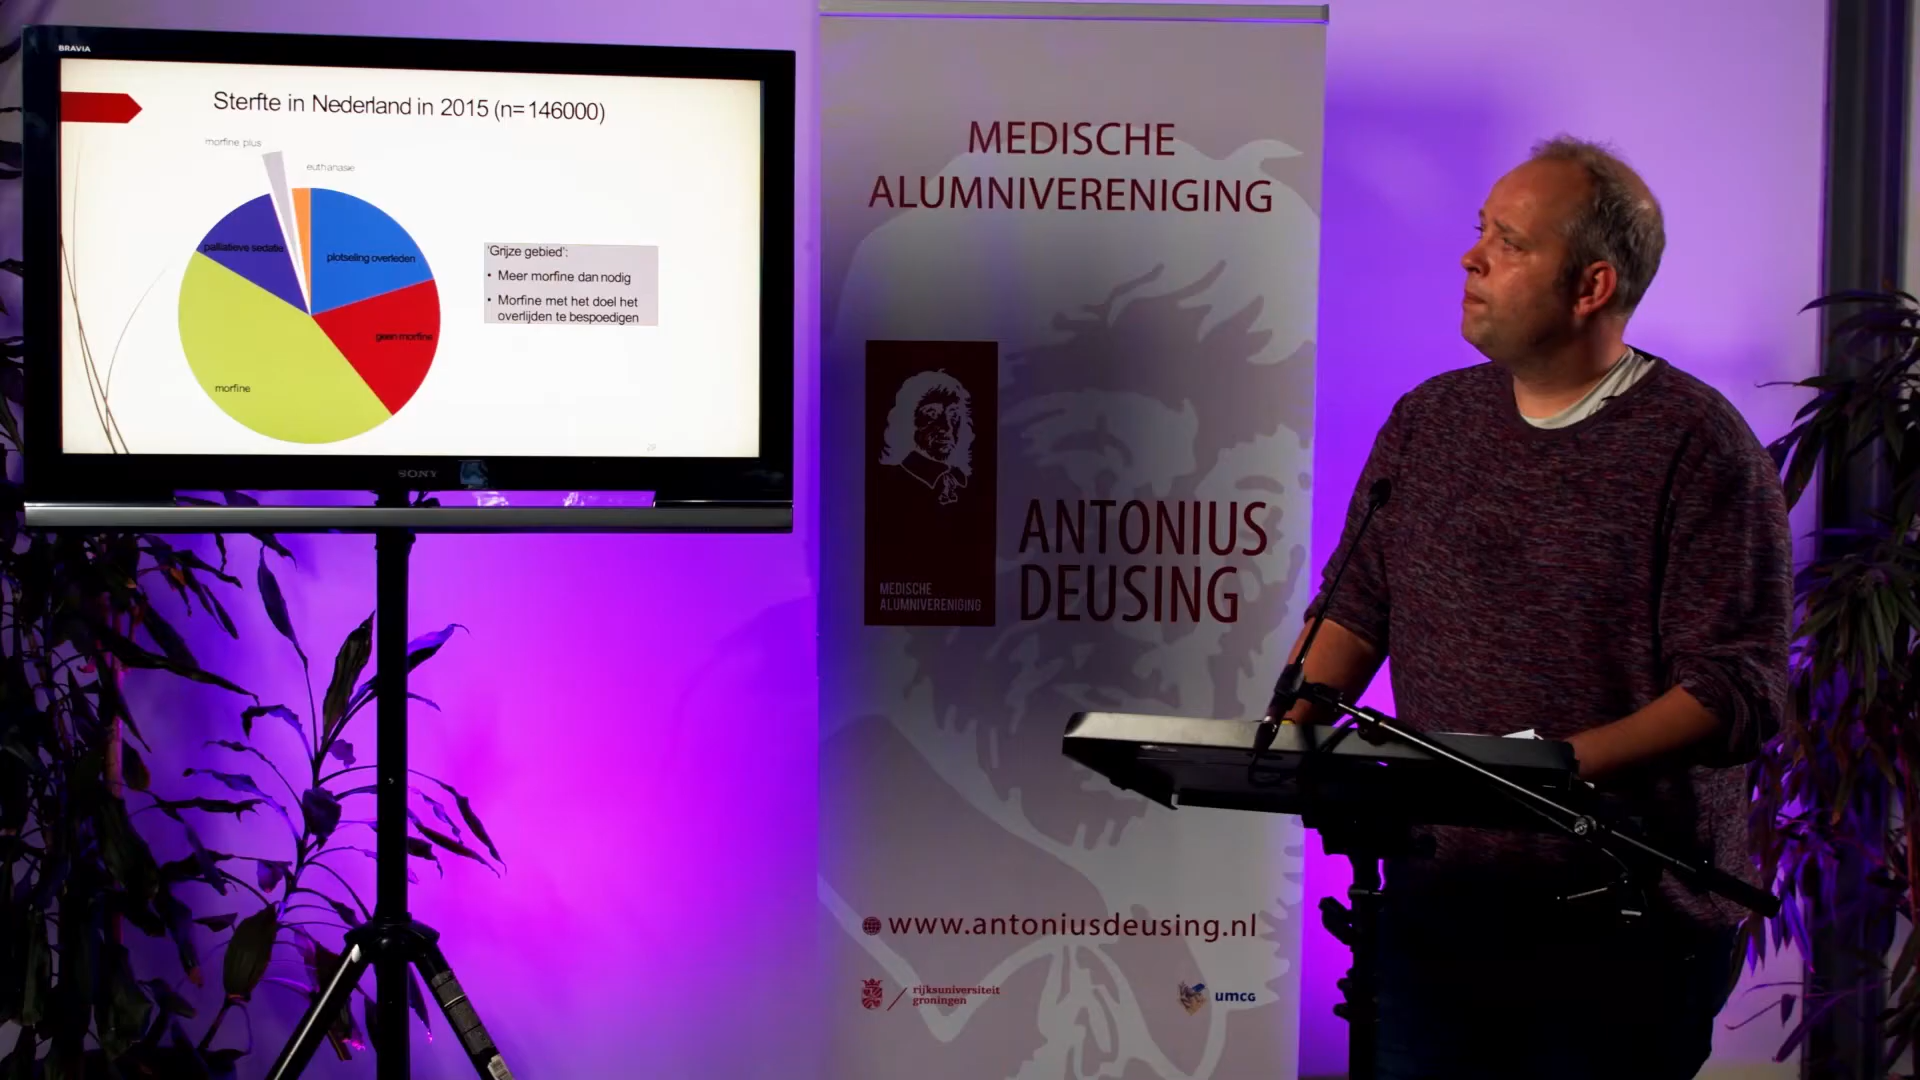 BRAVIA
Sterfte in Nederland in 2015 (n=146000)
morfine plus
euthanasie
palliatieve sedatie
plotseling overleden
geen morfine
morfine
'Grijze gebied':
• Meer morfine dan nodig
• Morfine met het doel het
overlijden te bespoedigen
29
SONY
MEDISCHE
ALUMNIVERENIGING
ANTONIUS
DEUSING
MEDISCHE
ALUMNIVERENIGING
www.antoniusdeusing.nl
rijksuniversiteit
groningen
umcg